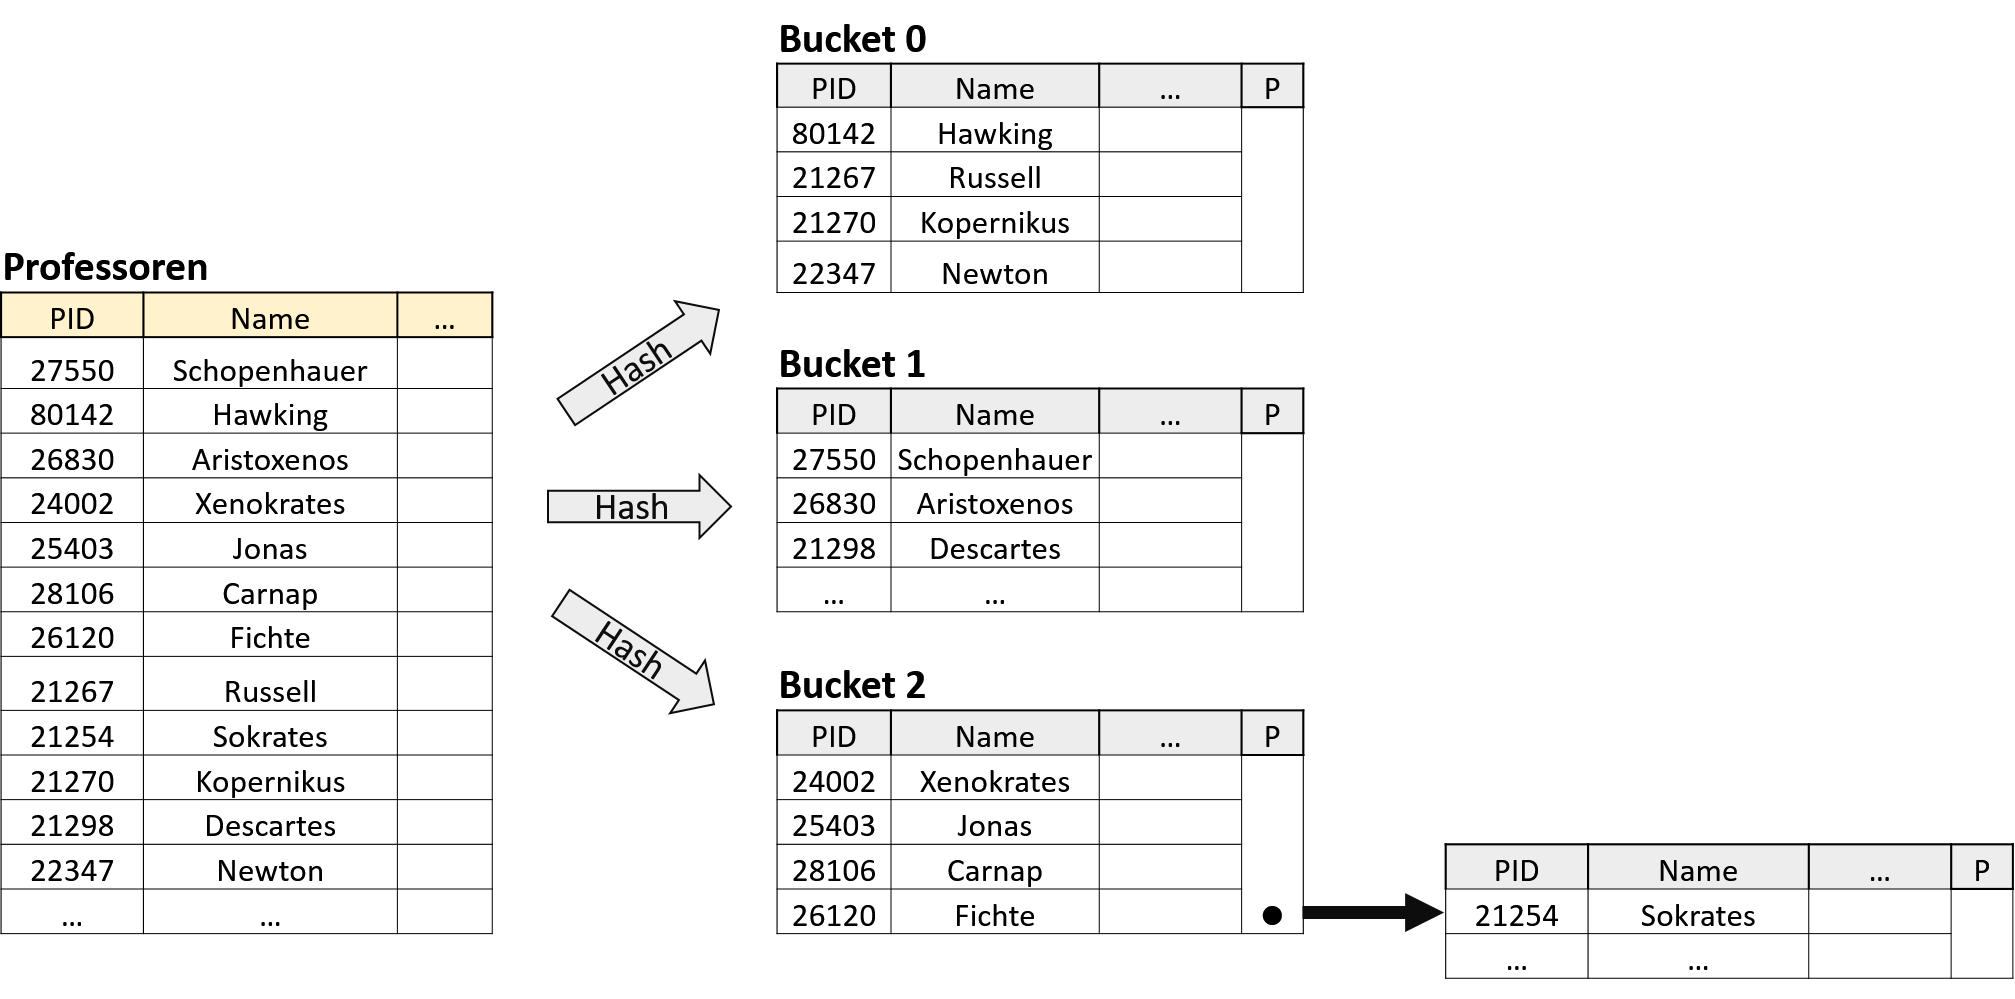 Professoren
PID Name ...
27550 Schopenhauer
80142 Hawking
26830 Aristoxenos
24002 Xenokrates
25403 Jonas
28106 Carnap
26120 Fichte
21267 Russell
21254 Sokrates
21270 Kopernikus
21298 Descartes
22347 Newton
... ...
Hash
Hash
Hash
Bucket 0
PID Name ... P
80142 Hawking
21267 Russell
21270 Kopernikus
22347 Newton
Bucket 1
PID Name ... P
27550 Schopenhauer
26830 Aristoxenos
21298 Descartes
... ...
Bucket 2
PID Name ... P
24002 Xenokrates
25403 Jonas
28106 Carnap
26120 Fichte
PID Name ... P
21254 Sokrates
... ...